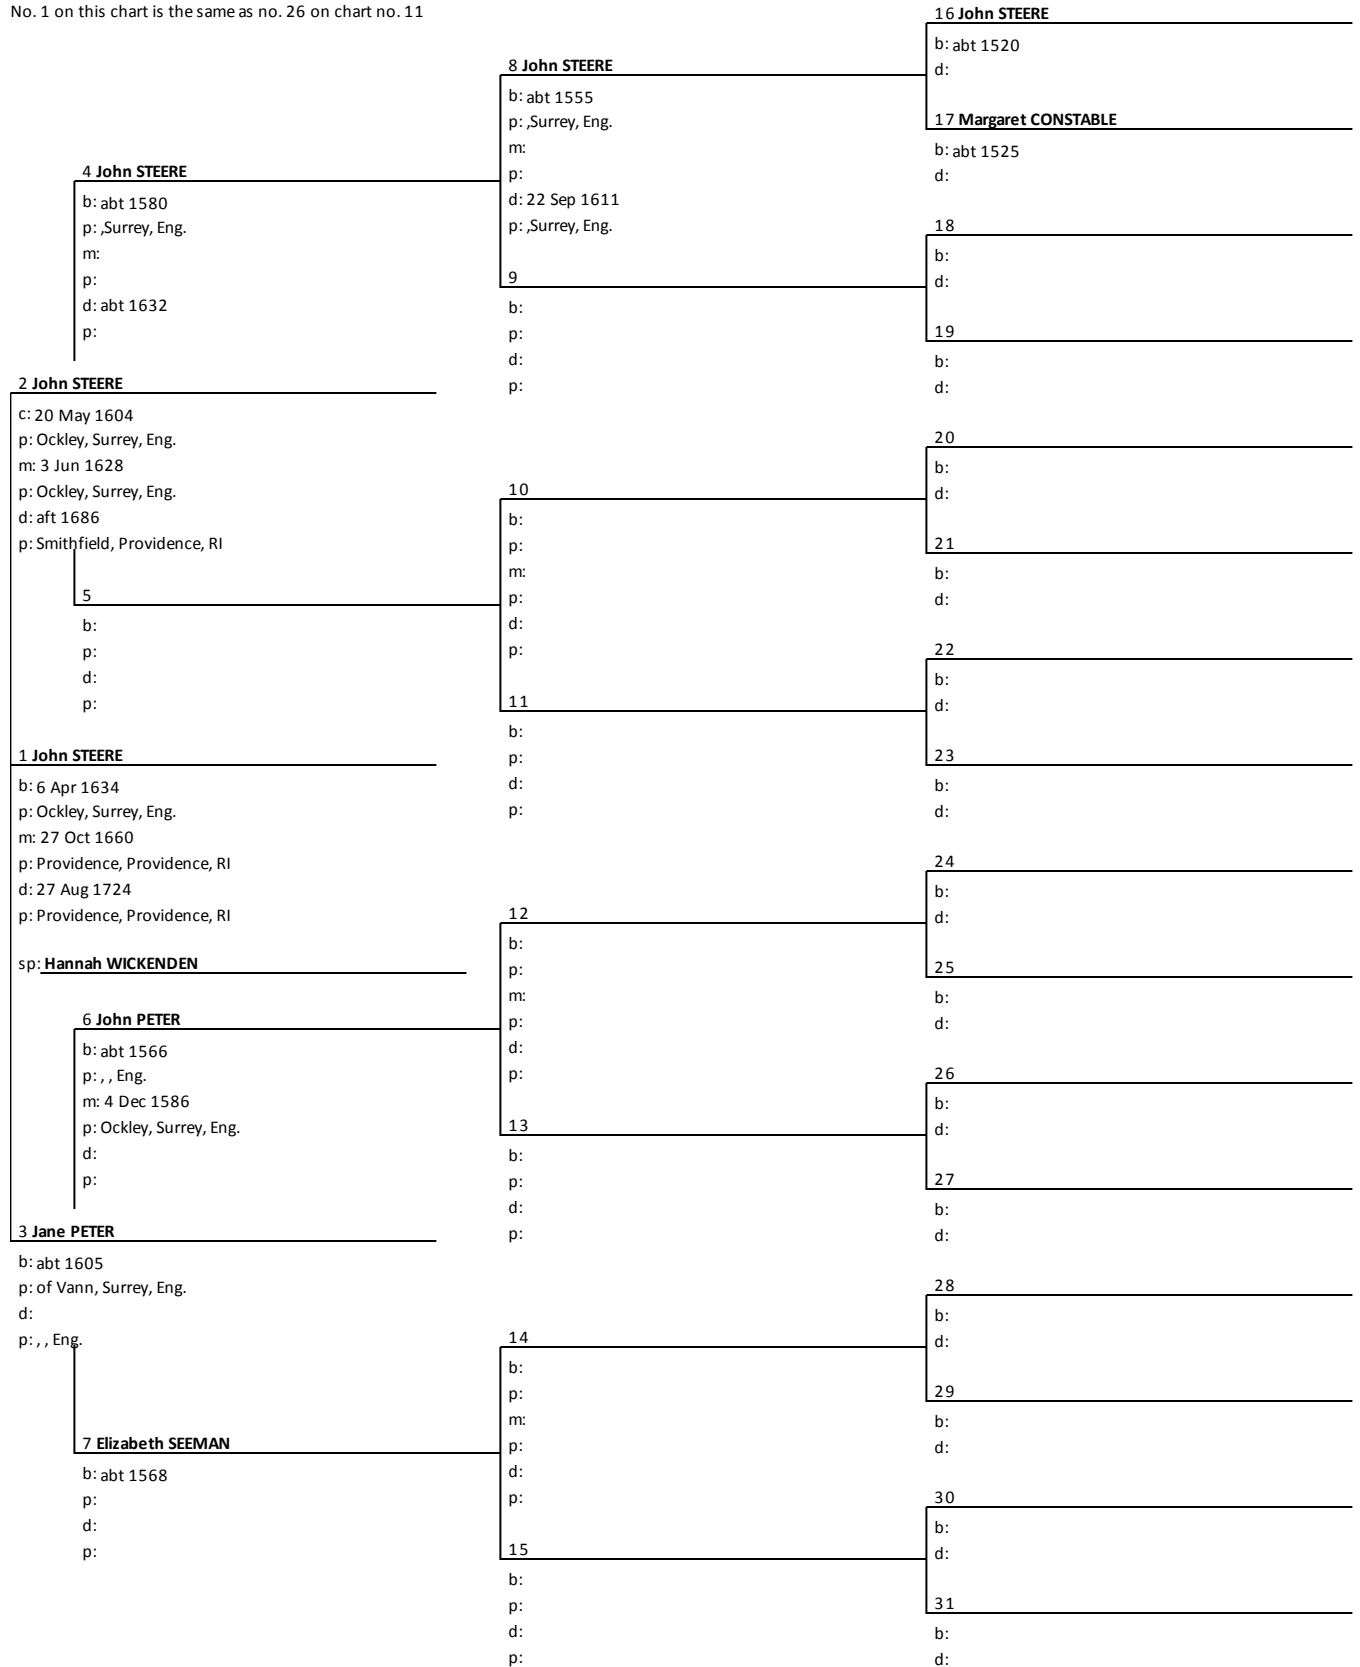 No. 1 on this chart is the same as no. 26 on chart no. 11
16 John STEERE
b: abt 1520
d:
8 John STEERE
b: abt 1555
p: ,Surrey, Eng.
m:
p:
d: 22 Sep 1611
p: ,Surrey, Eng.
17 Margaret CONSTABLE
b: abt 1525
d:
4 John STEERE
b: abt 1580
p: ,Surrey, Eng.
m:
p:
d: abt 1632
p:
18
b:
d:
9
b:
p:
d:
p:
19
b:
d:
2 John STEERE
c: 20 May 1604
p: Ockley, Surrey, Eng.
m: 3 Jun 1628
p: Ockley, Surrey, Eng.
d: aft 1686
p: Smithfield, Providence, RI
20
b:
d:
10
b:
p:
m:
p:
d:
p:
21
b:
d:
5
b:
p:
d:
p:
22
b:
d:
11
b:
p:
d:
p:
23
b:
d:
1 John STEERE
b: 6 Apr 1634
p: Ockley, Surrey, Eng.
m: 27 Oct 1660
p: Providence, Providence, RI
d: 27 Aug 1724
p: Providence, Providence, RI
sp: Hannah WICKENDEN
24
b:
d:
12
b:
p:
m:
p:
d:
p:
25
b:
d:
6 John PETER
b: abt 1566
p: , , Eng.
m: 4 Dec 1586
p: Ockley, Surrey, Eng.
d:
p:
26
b:
d:
13
b:
p:
d:
p:
27
b:
d:
3 Jane PETER
b: abt 1605
p: of Vann, Surrey, Eng.
d:
p: , , Eng.
28
b:
d:
14
b:
p:
m:
p:
d:
p:
29
b:
d:
7 Elizabeth SEEMAN
b: abt 1568
p:
d:
p:
30
b:
d:
15
b:
p:
d:
p:
31
b:
d: